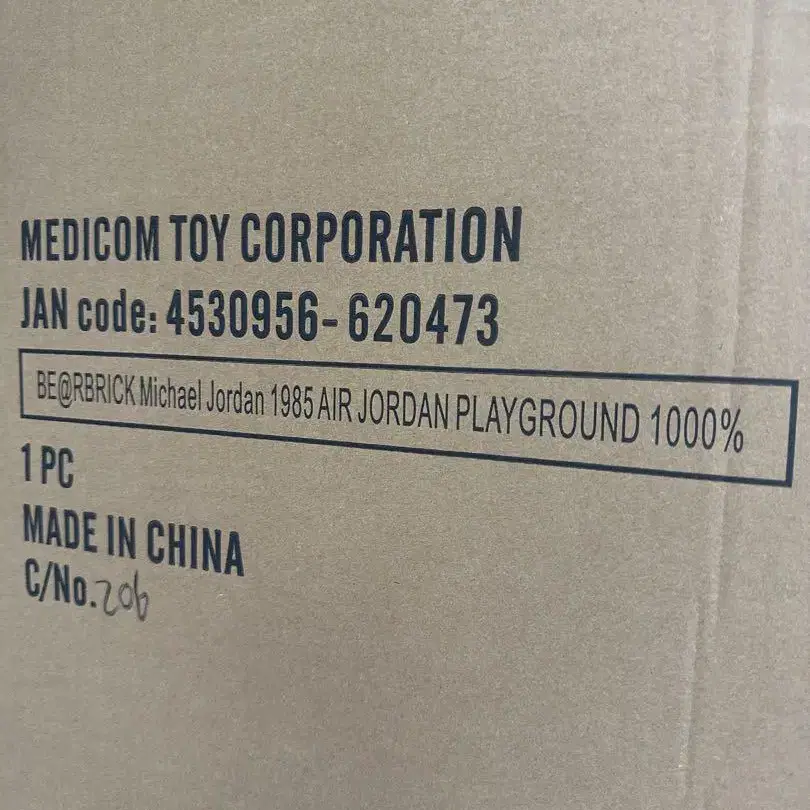 MEDICOM TOY CORPORATION
JAN code: 4530956-620473
BE@RBRICK Michael Jordan 1985 AIR JORDAN PLAYGROUND 1000%
1 PC
MADE IN CHINA
C/No. 206